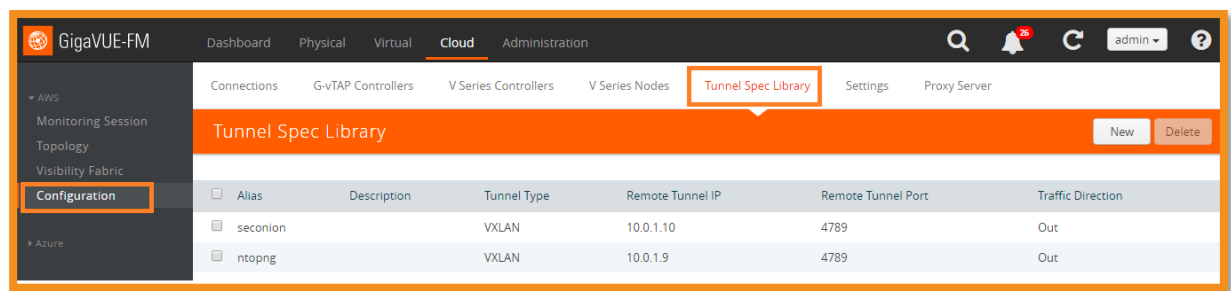 GigaVUE-FM Dashboard Physical Virtual Cloud Administration 26 admin ?
Connections G-vTAP Controllers V Series Controllers V Series Nodes Tunnel Spec Library Settings Proxy Server
AWS
Monitoring Session
Topology
Visibility Fabric
Configuration
Azure
Tunnel Spec Library New Delete
Alias Description Tunnel Type Remote Tunnel IP Remote Tunnel Port Traffic Direction
seconion VXLAN 10.0.1.10 4789 Out
ntopng VXLAN 10.0.1.9 4789 Out